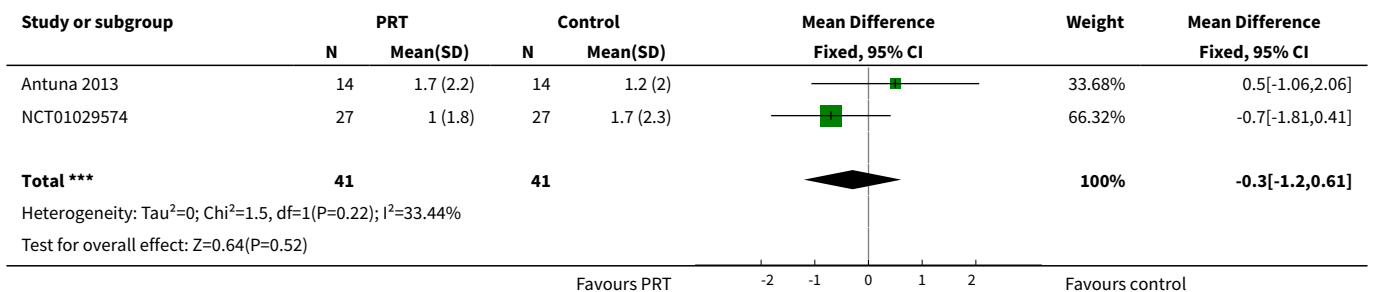 Study or subgroup PRT Control Mean Difference Weight Mean Difference
N Mean(SD) N Mean(SD) Fixed, 95% CI Fixed, 95% CI
Antuna 2013 14 1.7 (2.2) 14 1.2 (2) 33.68% 0.5[-1.06,2.06]
NCT01029574 27 1 (1.8) 27 1.7 (2.3) 66.32% -0.7[-1.81,0.41]
Total *** 41 41 100% -0.3[-1.2,0.61]
Heterogeneity: Tau²=0; Chi²=1.5, df=1(P=0.22); I²=33.44%
Test for overall effect: Z=0.64(P=0.52)
Favours PRT -2 -1 0 1 2 Favours control